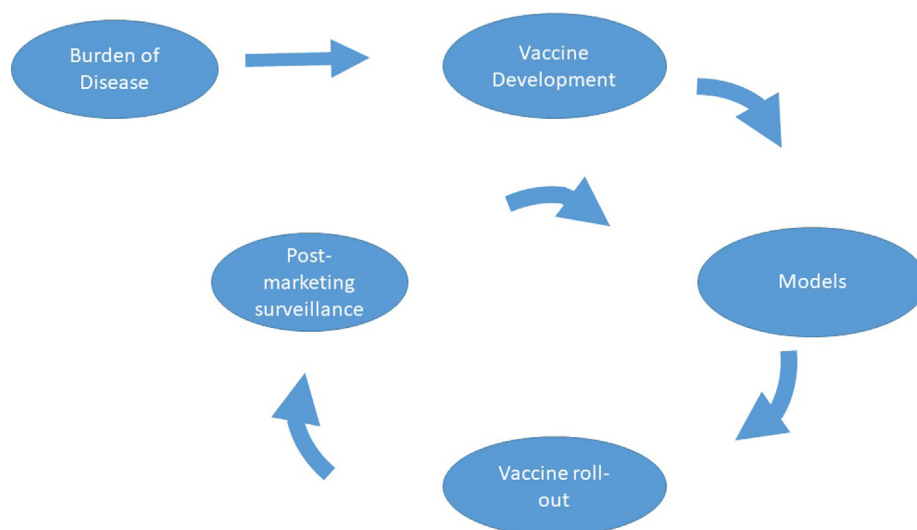 Burden of
Disease
Vaccine
Development
Post-
marketing
surveillance
Models
Vaccine roll-
out